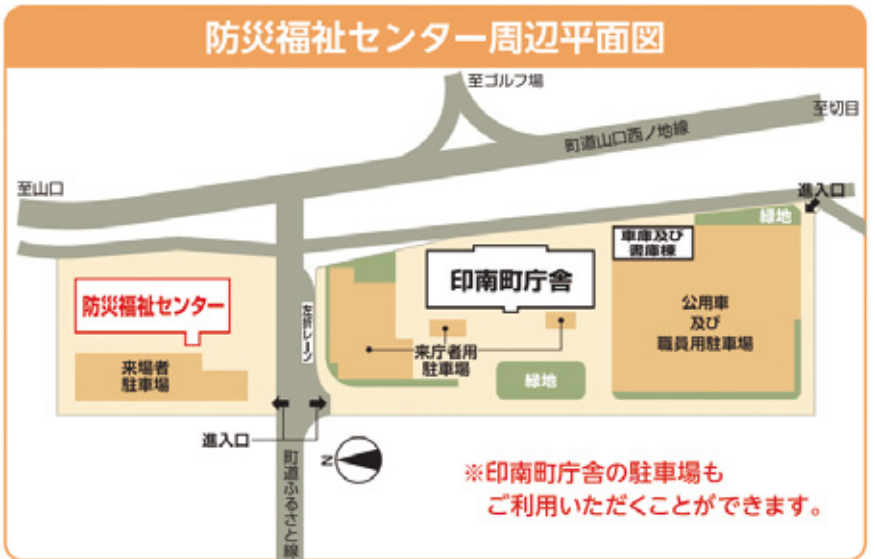 防災福祉センター周辺平面図
至ゴルフ場
至切目
町道山口西ノ地線
至山口
進入口
緑地
車庫及び
書庫棟
印南町庁舎
防災福祉センター
左折レーン
公用車
及び
職員用駐車場
来庁者用
駐車場
来場者
駐車場
緑地
進入口
N
町道ふるさと線
※印南町庁舎の駐車場も
ご利用いただくことができます。